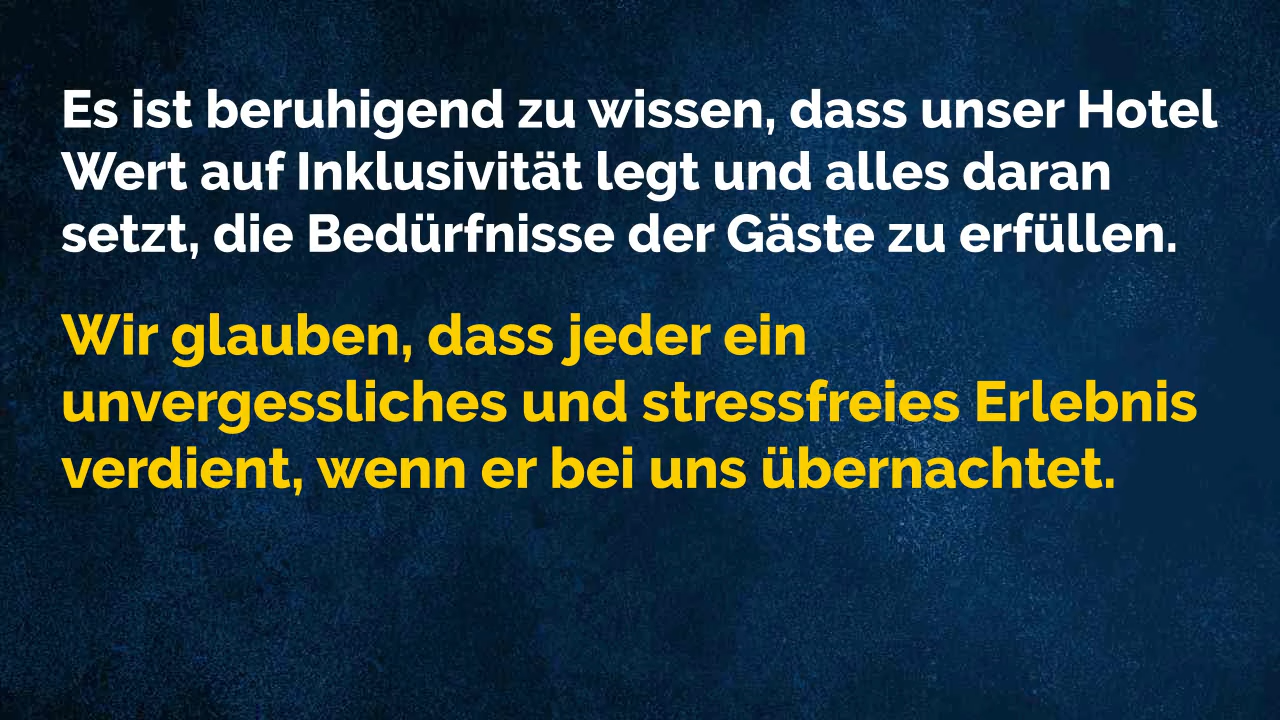 Es ist beruhigend zu wissen, dass unser Hotel
Wert auf Inklusivität legt und alles daran
setzt, die Bedürfnisse der Gäste zu erfüllen.
Wir glauben, dass jeder ein
unvergessliches und stressfreies Erlebnis
verdient, wenn er bei uns übernachtet.